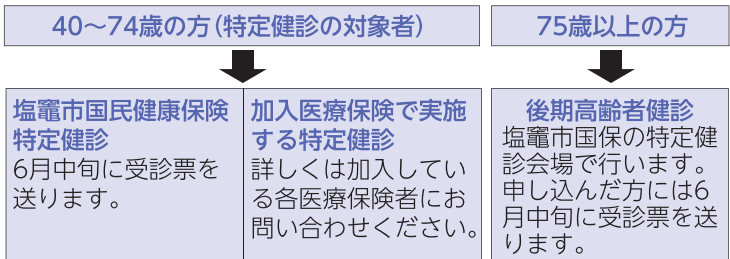 40～74歳の方(特定健診の対象者)
塩竈市国民健康保険
特定健診
6月中旬に受診票を
送ります。
加入医療保険で実施
する特定健診
詳しくは加入してい
る各医療保険者にお
問い合わせください。
75歳以上の方
後期高齢者健診
塩竈市国保の特定健
診会場で行います。
申し込んだ方には6
月中旬に受診票を送
ります。